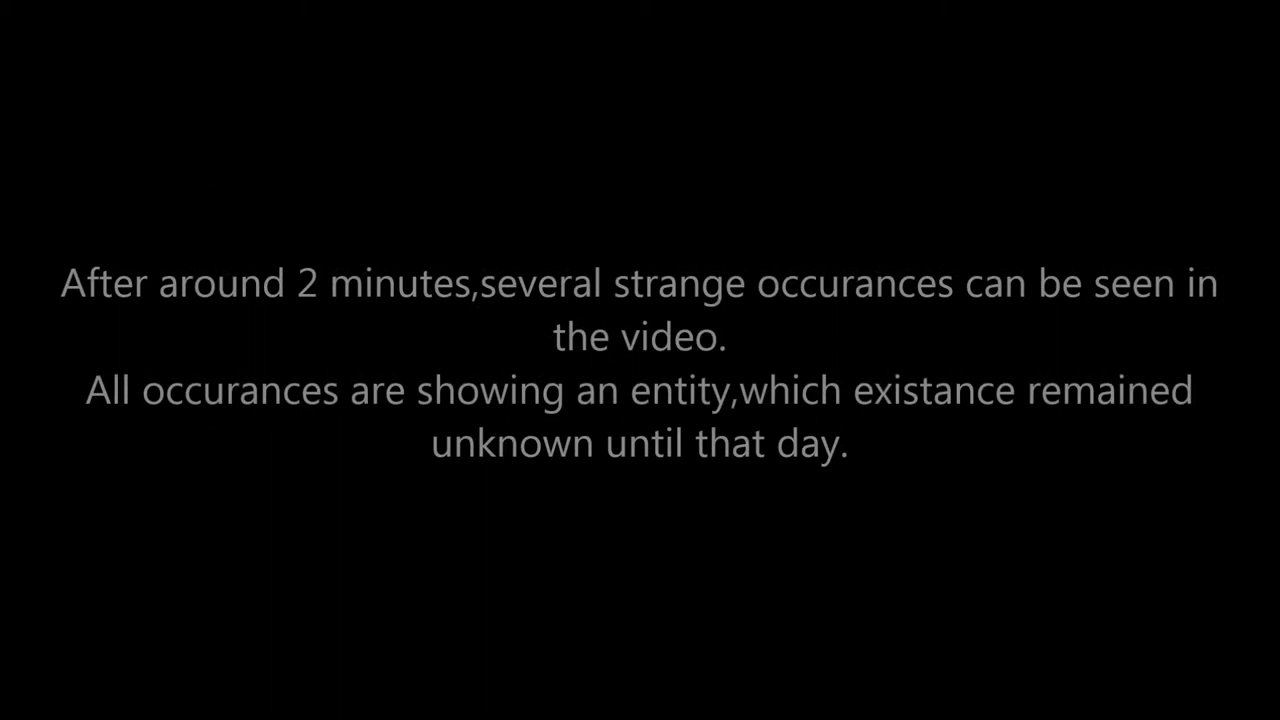 After around 2 minutes,several strange occurances can be seen in
the video.
All occurances are showing an entity,which existance remained
unknown until that day.